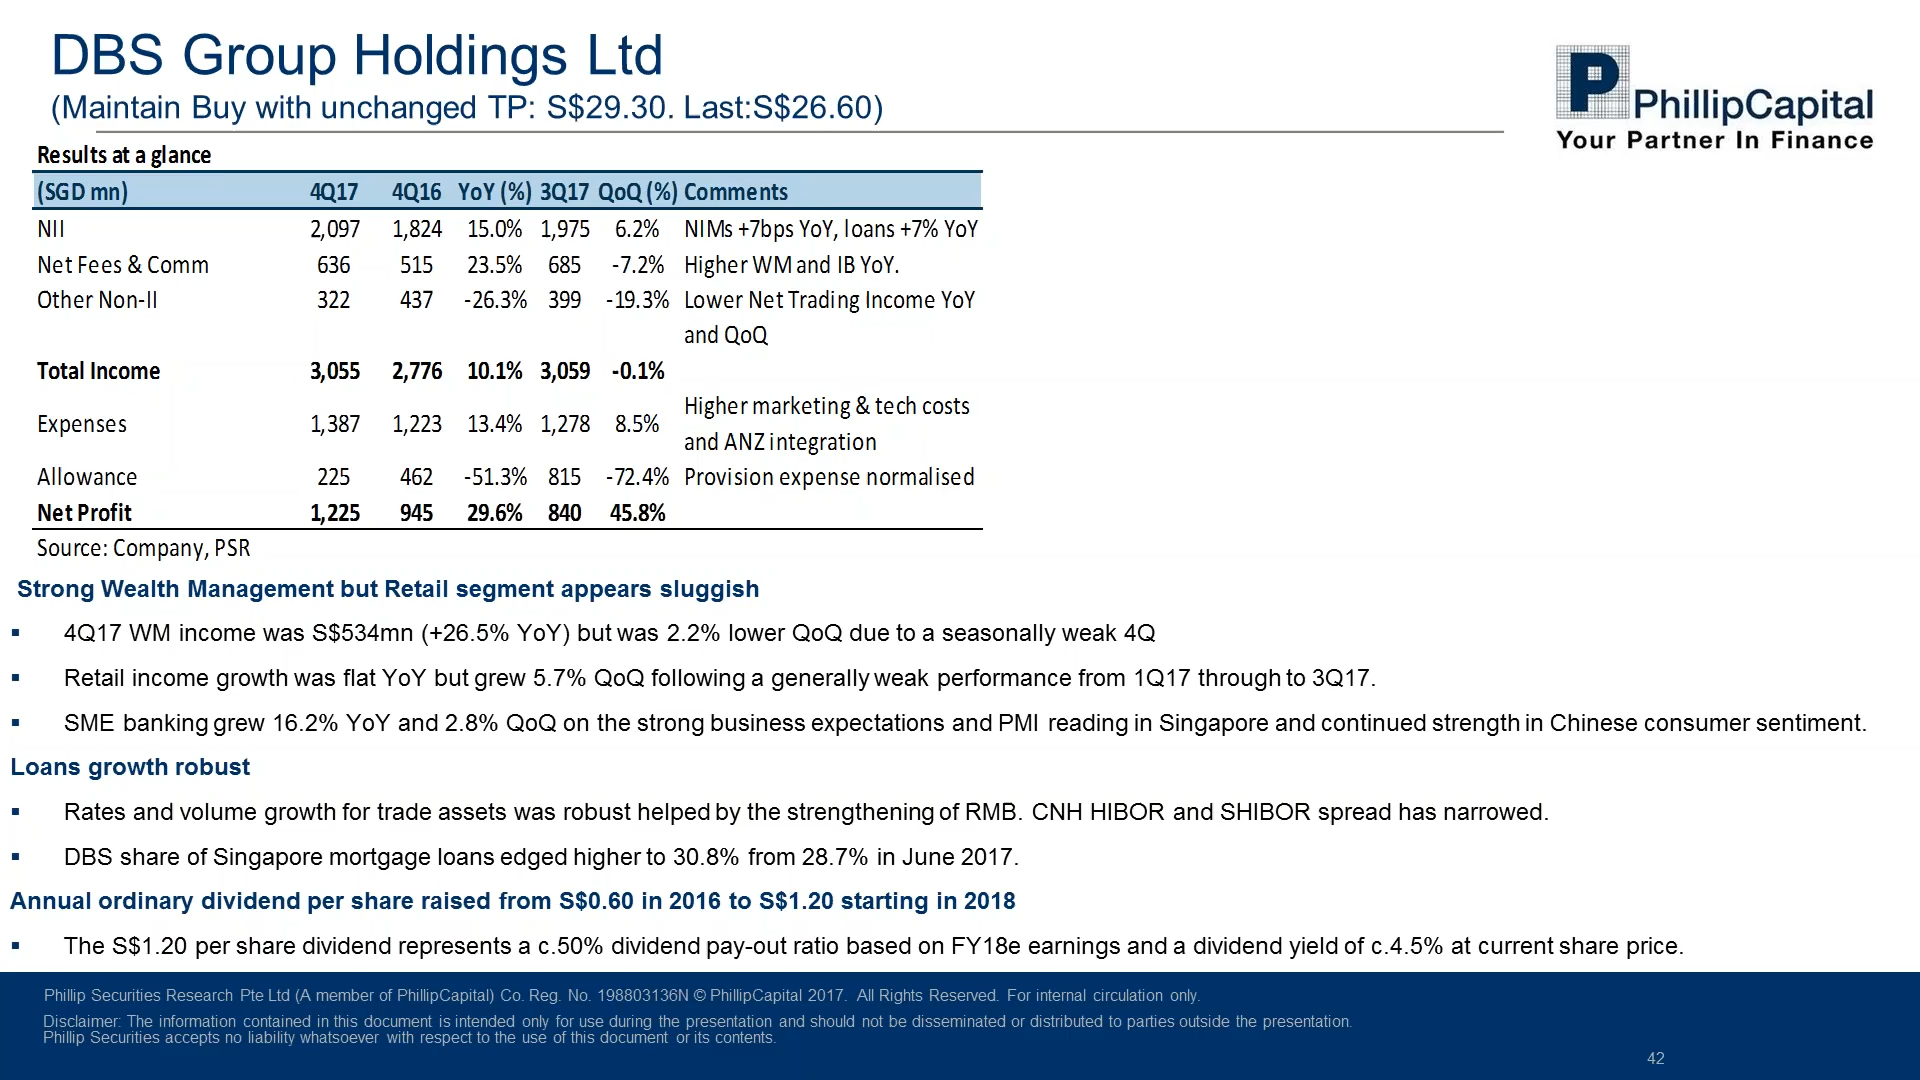 DBS Group Holdings Ltd
(Maintain Buy with unchanged TP: S$29.30. Last:S$26.60)
P PhillipCapital
Your Partner In Finance
Results at a glance
(SGD mn) 4Q17 4Q16 YoY (%) 3Q17 QoQ (%) Comments
NII 2,097 1,824 15.0% 1,975 6.2% NIMs +7bps YoY, loans +7% YoY
Net Fees & Comm 636 515 23.5% 685 -7.2% Higher WM and IB YoY.
Other Non-II 322 437 -26.3% 399 -19.3% Lower Net Trading Income YoY
and QoQ
Total Income 3,055 2,776 10.1% 3,059 -0.1%
Higher marketing & tech costs
Expenses 1,387 1,223 13.4% 1,278 8.5%
and ANZ integration
Allowance 225 462 -51.3% 815 -72.4% Provision expense normalised
Net Profit 1,225 945 29.6% 840 45.8%
Source: Company, PSR
Strong Wealth Management but Retail segment appears sluggish
▪ 4Q17 WM income was S$534mn (+26.5% YoY) but was 2.2% lower QoQ due to a seasonally weak 4Q
▪ Retail income growth was flat YoY but grew 5.7% QoQ following a generally weak performance from 1Q17 through to 3Q17.
▪ SME banking grew 16.2% YoY and 2.8% QoQ on the strong business expectations and PMI reading in Singapore and continued strength in Chinese consumer sentiment.
Loans growth robust
▪ Rates and volume growth for trade assets was robust helped by the strengthening of RMB. CNH HIBOR and SHIBOR spread has narrowed.
▪ DBS share of Singapore mortgage loans edged higher to 30.8% from 28.7% in June 2017.
Annual ordinary dividend per share raised from S$0.60 in 2016 to S$1.20 starting in 2018
▪ The S$1.20 per share dividend represents a c.50% dividend pay-out ratio based on FY18e earnings and a dividend yield of c.4.5% at current share price.
Phillip Securities Research Pte Ltd (A member of PhillipCapital) Co. Reg. No. 198803136N © PhillipCapital 2017. All Rights Reserved. For internal circulation only.
Disclaimer: The information contained in this document is intended only for use during the presentation and should not be disseminated or distributed to parties outside the presentation.
Phillip Securities accepts no liability whatsoever with respect to the use of this document or its contents.
42